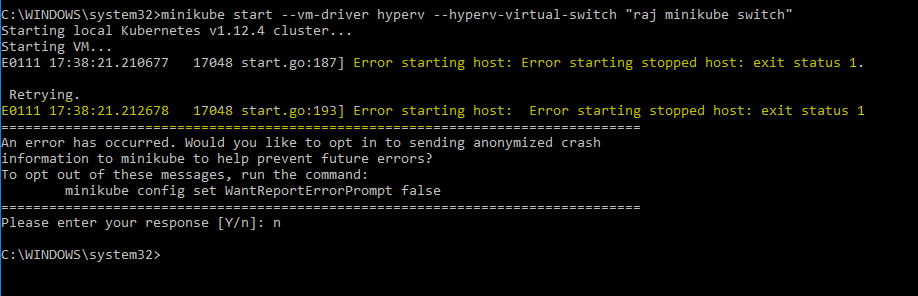 C:\WINDOWS\system32>minikube start --vm-driver hyperv --hyperv-virtual-switch "raj minikube switch"
Starting local Kubernetes v1.12.4 cluster...
Starting VM...
E0111 17:38:21.210677   17048 start.go:187] Error starting host: Error starting stopped host: exit status 1.

 Retrying.
E0111 17:38:21.212678   17048 start.go:193] Error starting host:  Error starting stopped host: exit status 1
================================================================================
An error has occurred. Would you like to opt in to sending anonymized crash
information to minikube to help prevent future errors?
To opt out of these messages, run the command:
        minikube config set WantReportErrorPrompt false
================================================================================
Please enter your response [Y/n]: n

C:\WINDOWS\system32>